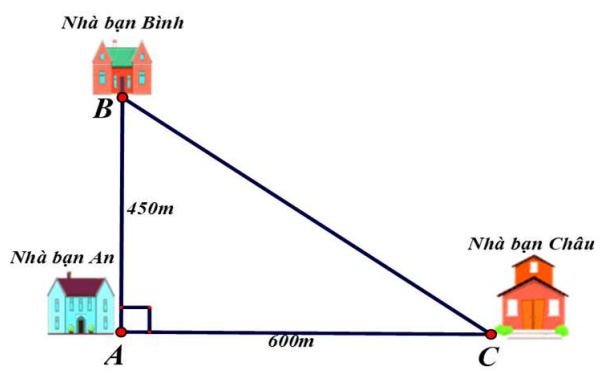 Nhà bạn Bình
B
450m
Nhà bạn An
Nhà bạn Châu
A
600m
C